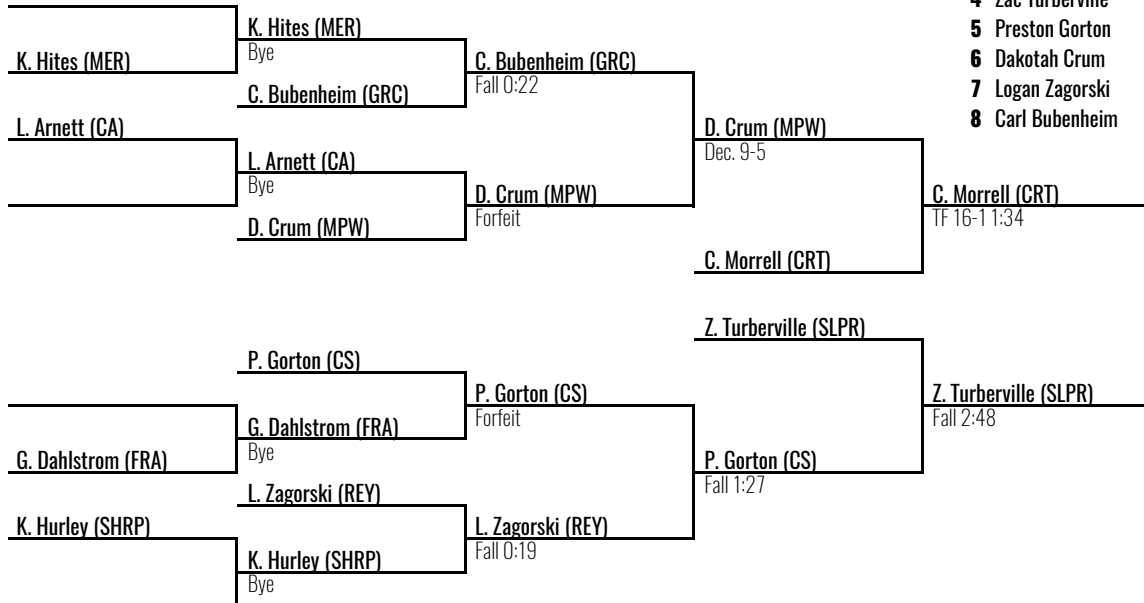 4 Zac Turberville
5 Preston Gorton
6 Dakotah Crum
7 Logan Zagorski
8 Carl Bubenheim
K. Hites (MER)
K. Hites (MER)
Bye
C. Bubenheim (GRC)
C. Bubenheim (GRC)
Fall 0:22
L. Arnett (CA)
L. Arnett (CA)
Bye
D. Crum (MPW)
D. Crum (MPW)
Forfeit
D. Crum (MPW)
Dec. 9-5
C. Morrell (CRT)
C. Morrell (CRT)
TF 16-1 1:34
Z. Turberville (SLPR)
P. Gorton (CS)
P. Gorton (CS)
Forfeit
G. Dahlstrom (FRA)
Bye
G. Dahlstrom (FRA)
Z. Turberville (SLPR)
Fall 2:48
P. Gorton (CS)
Fall 1:27
L. Zagorski (REY)
K. Hurley (SHRP)
L. Zagorski (REY)
Fall 0:19
K. Hurley (SHRP)
Bye